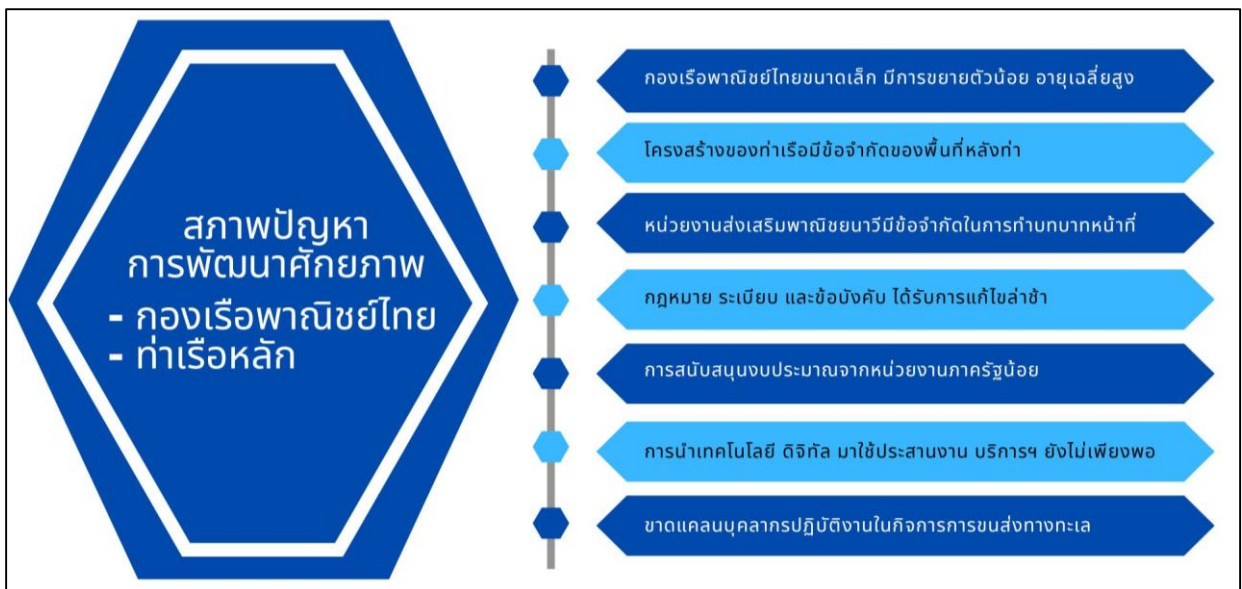 สภาพปัญหา
การพัฒนาศักยภาพ
- กองเรือพาณิชย์ไทย
- ท่าเรือหลัก
กองเรือพาณิชย์ไทยขนาดเล็ก มีการขยายตัวน้อย อายุเฉลี่ยสูง
โครงสร้างของท่าเรือมีข้อจำกัดของพื้นที่หลังท่า
หน่วยงานส่งเสริมพาณิชยนาวีมีข้อจำกัดในการทำบทบาทหน้าที่
กฎหมาย ระเบียบ และข้อบังคับ ได้รับการแก้ไขล่าช้า
การสนับสนุนงบประมาณจากหน่วยงานภาครัฐน้อย
การนำเทคโนโลยี ดิจิทัล มาใช้ประสานงาน บริการฯ ยังไม่เพียงพอ
ขาดแคลนบุคลากรปฏิบัติงานในกิจการการขนส่งทางทะเล